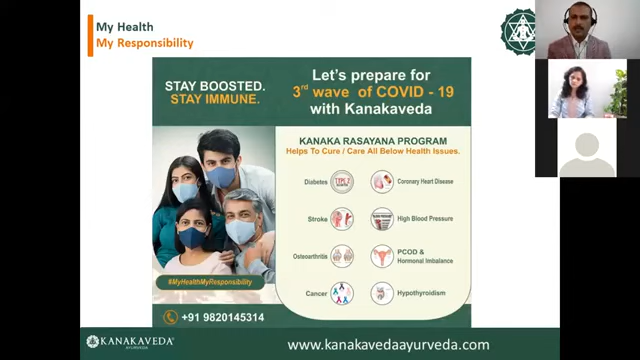 My Health
My Responsibility
STAY BOOSTED.
STAY IMMUNE.
Let's prepare for
3rd wave of COVID - 19
with Kanakaveda
KANAKA RASAYANA PROGRAM
Helps To Cure / Care All Below Health Issues.
Diabetes
TYPE 2
Coronary Heart Disease
Stroke
High Blood Pressure
Osteoarthritis
PCOD &
Hormonal Imbalance
Cancer
Hypothyroidism
#MyHealthMyResponsibility
+91 9820145314
KANAKAVEDA
AYURVEDA
www.kanakavedaayurveda.com